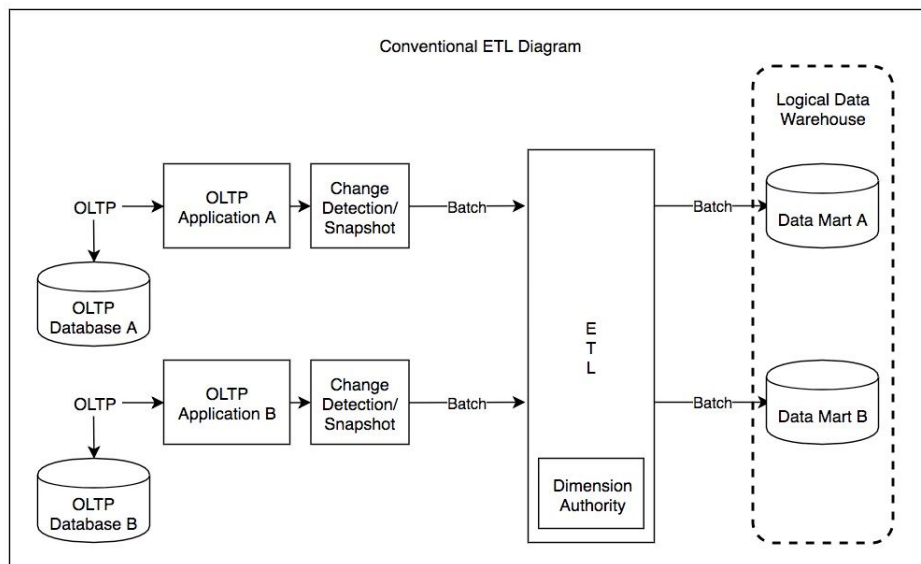 Conventional ETL Diagram
Logical Data
Warehouse
OLTP
OLTP
Application A
Change
Detection/
Snapshot
Batch
Batch
Data Mart A
OLTP
Database A
E
T
L
OLTP
OLTP
Application B
Change
Detection/
Snapshot
Batch
Batch
Data Mart B
OLTP
Database B
Dimension
Authority